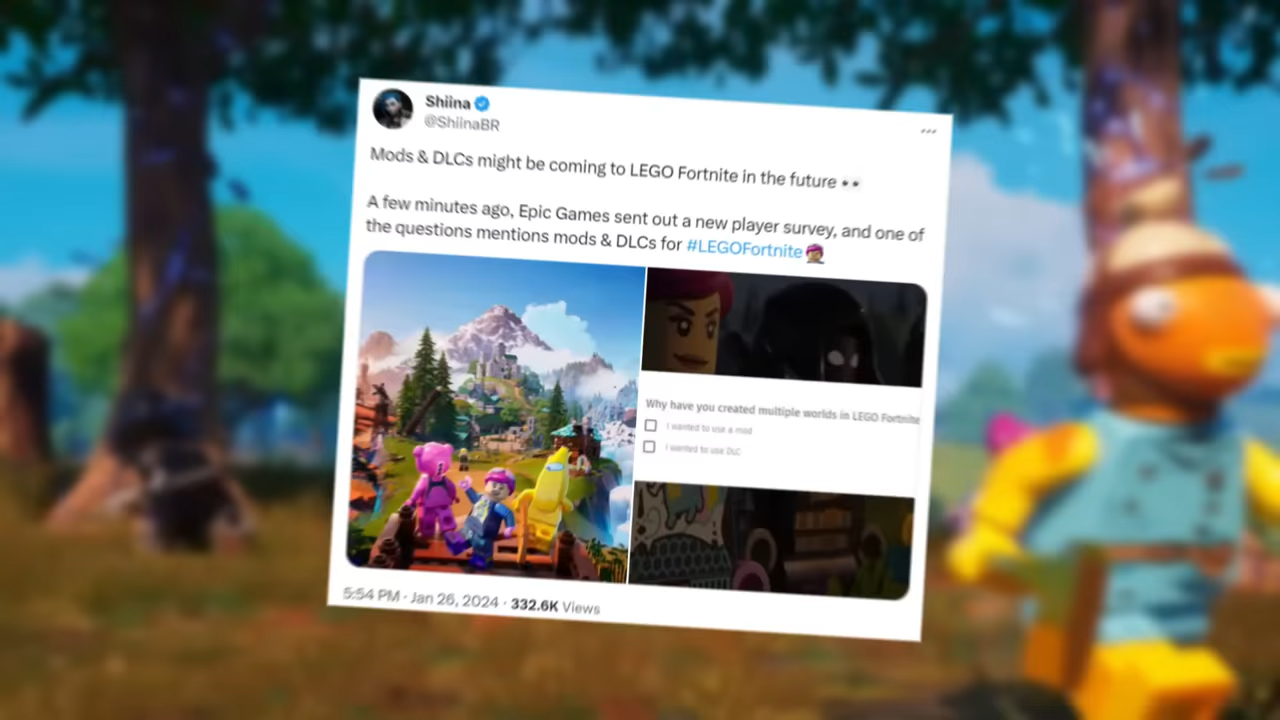 Shiina
@ShiinaBR
Mods & DLCs might be coming to LEGO Fortnite in the future 👀
A few minutes ago, Epic Games sent out a new player survey, and one of
the questions mentions mods & DLCs for #LEGOFortnite
Why have you created multiple worlds in LEGO Fortnite
I wanted to use a mod
I wanted to use DLC
5:54 PM · Jan 26, 2024 · 332.6K Views